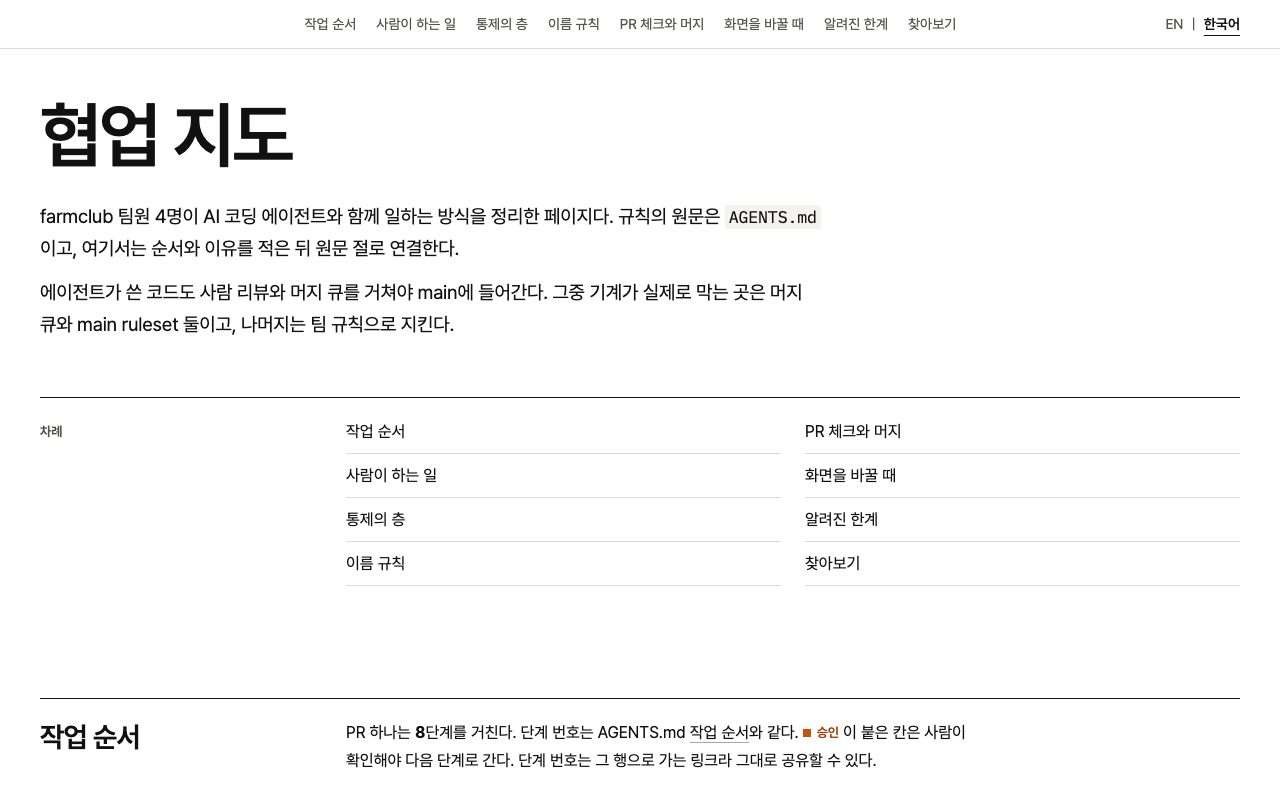 작업 순서 사람이 하는 일 통제의 층 이름 규칙 PR 체크와 머지 화면을 바꿀 때 알려진 한계 찾아보기 EN | 한국어
협업 지도
farmclub 팀원 4명이 AI 코딩 에이전트와 함께 일하는 방식을 정리한 페이지다. 규칙의 원문은 AGENTS.md
이고, 여기서는 순서와 이유를 적은 뒤 원문 절로 연결한다.
에이전트가 쓴 코드도 사람 리뷰와 머지 큐를 거쳐야 main에 들어간다. 그중 기계가 실제로 막는 곳은 머지
큐와 main ruleset 둘이고, 나머지는 팀 규칙으로 지킨다.
차례
작업 순서
사람이 하는 일
통제의 층
이름 규칙
PR 체크와 머지
화면을 바꿀 때
알려진 한계
찾아보기
작업 순서
PR 하나는 8단계를 거친다. 단계 번호는 AGENTS.md 작업 순서와 같다. ■ 승인 이 붙은 칸은 사람이
확인해야 다음 단계로 간다. 단계 번호는 그 행으로 가는 링크라 그대로 공유할 수 있다.